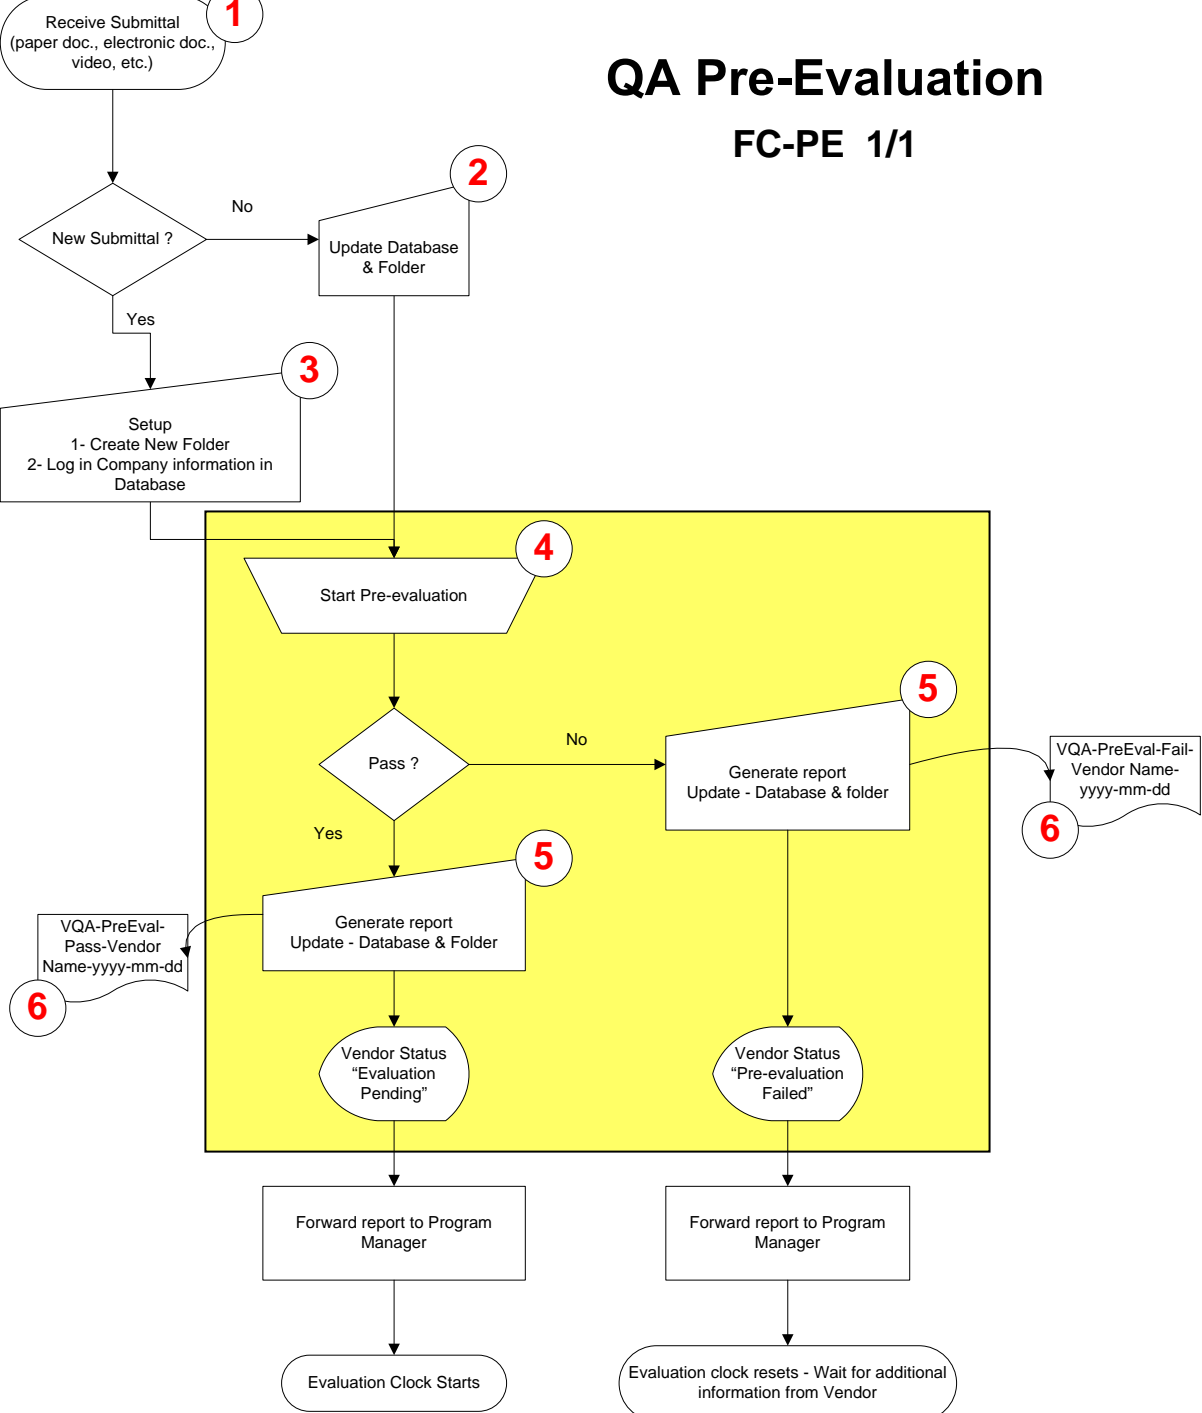 1
Receive Submittal
(paper doc., electronic doc.,
video, etc.)
QA Pre-Evaluation
FC-PE 1/1
2
No
New Submittal ?
Update Database
& Folder
Yes
3
Setup
1- Create New Folder
2- Log in Company information in
Database
4
Start Pre-evaluation
5
No
Pass ?
Generate report
Update - Database & folder
VQA-PreEval-Fail-
Vendor Name-
yyyy-mm-dd
6
Yes
5
Generate report
Update - Database & Folder
VQA-PreEval-
Pass-Vendor
Name-yyyy-mm-dd
6
Vendor Status
“Evaluation
Pending”
Vendor Status
“Pre-evaluation
Failed”
Forward report to Program
Manager
Forward report to Program
Manager
Evaluation Clock Starts
Evaluation clock resets - Wait for additional
information from Vendor